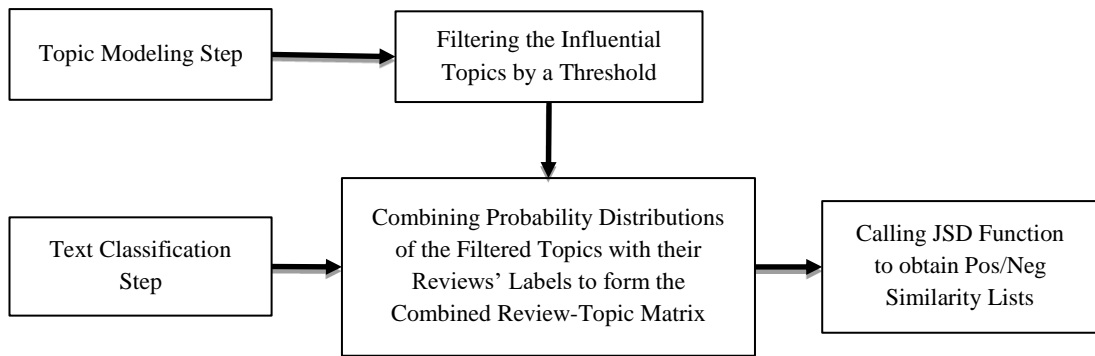 Topic Modeling Step
Filtering the Influential
Topics by a Threshold
Text Classification
Step
Combining Probability Distributions
of the Filtered Topics with their
Reviews’ Labels to form the
Combined Review-Topic Matrix
Calling JSD Function
to obtain Pos/Neg
Similarity Lists